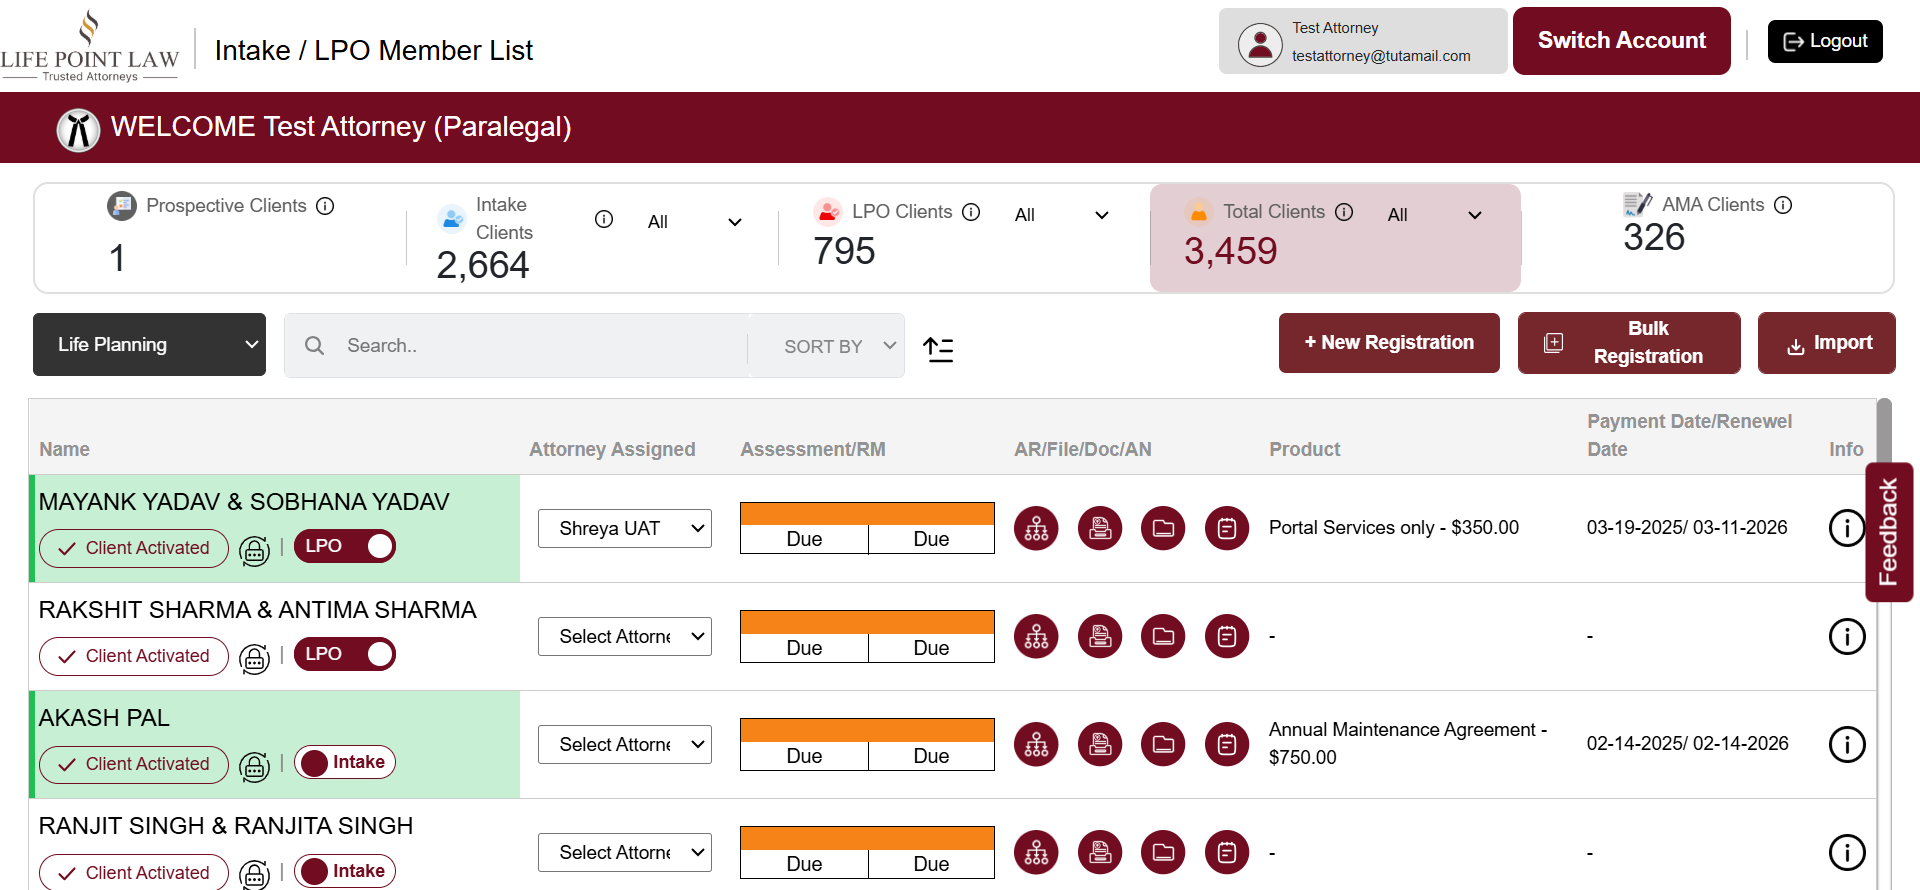 LIFE POINT LAW
Trusted Attorneys
Intake / LPO Member List
Test Attorney
testattorney@tutamail.com
Switch Account
Logout
WELCOME Test Attorney (Paralegal)
Prospective Clients
1
Intake
Clients
All
2,664
LPO Clients
All
795
Total Clients
All
3,459
AMA Clients
326
Life Planning
Search..
SORT BY
+ New Registration
Bulk
Registration
Import
Name
Attorney Assigned
Assessment/RM
AR/File/Doc/AN
Product
Payment Date/Renewel
Date
Info
MAYANK YADAV & SOBHANA YADAV
Client Activated
LPO
Shreya UAT
Due
Due
Portal Services only - $350.00
03-19-2025/ 03-11-2026
RAKSHIT SHARMA & ANTIMA SHARMA
Client Activated
LPO
Select Attorne
Due
Due
-
-
AKASH PAL
Client Activated
Intake
Select Attorne
Due
Due
Annual Maintenance Agreement -
$750.00
02-14-2025/ 02-14-2026
RANJIT SINGH & RANJITA SINGH
Client Activated
Intake
Select Attorne
Due
Due
-
-
Feedback